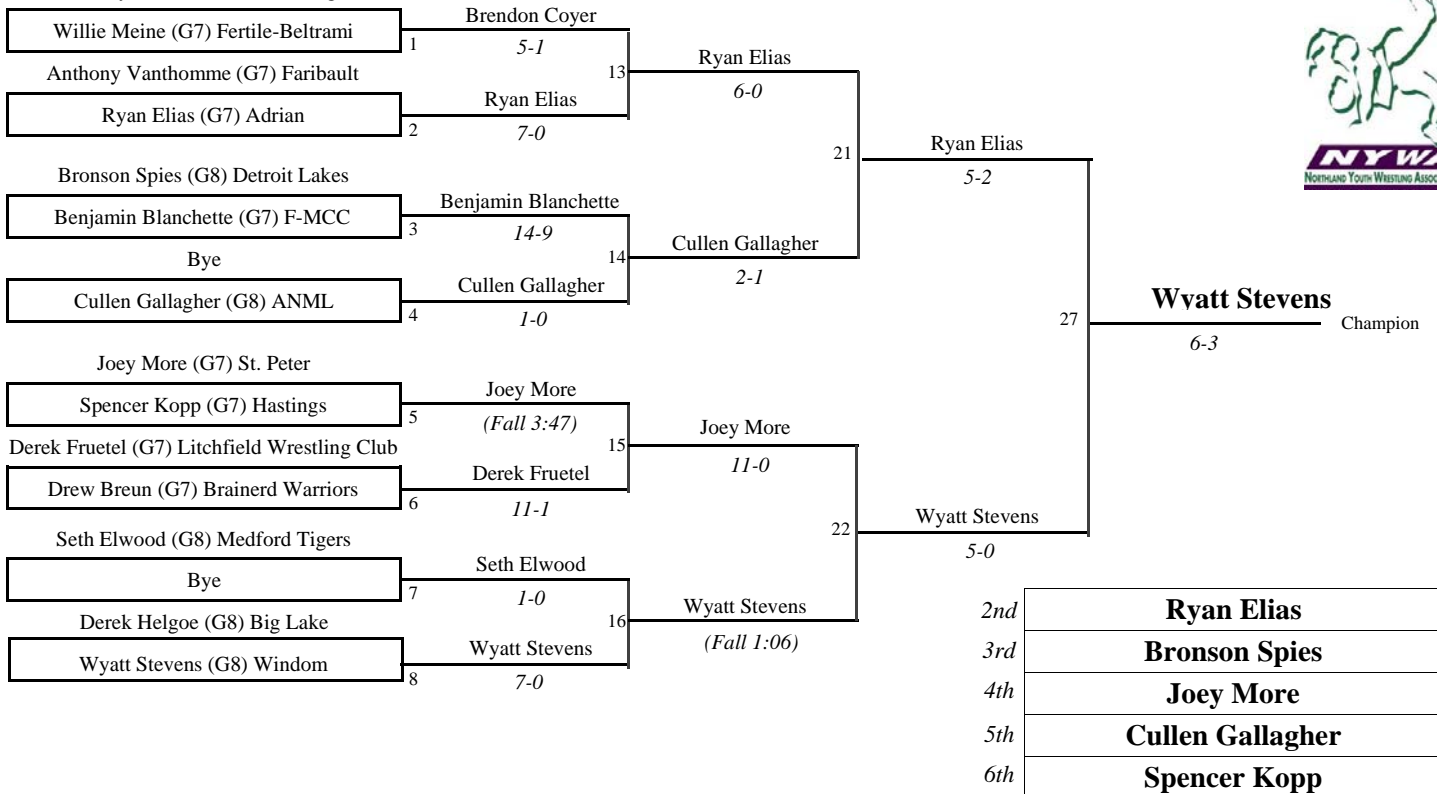 Willie Meine (G7) Fertile-Beltrami
1
Brendon Coyer
5-1
Anthony Vanthomme (G7) Faribault
Ryan Elias (G7) Adrian
2
Ryan Elias
7-0
13
Ryan Elias
6-0
Bronson Spies (G8) Detroit Lakes
Benjamin Blanchette (G7) F-MCC
3
Benjamin Blanchette
14-9
Bye
Cullen Gallagher (G8) ANML
4
Cullen Gallagher
1-0
14
Cullen Gallagher
2-1
21
Ryan Elias
5-2
Joey More (G7) St. Peter
Spencer Kopp (G7) Hastings
5
Joey More
(Fall 3:47)
Derek Fruetel (G7) Litchfield Wrestling Club
Drew Breun (G7) Brainerd Warriors
6
Derek Fruetel
11-1
15
Joey More
11-0
Seth Elwood (G8) Medford Tigers
Bye
7
Seth Elwood
1-0
Derek Helgoe (G8) Big Lake
Wyatt Stevens (G8) Windom
8
Wyatt Stevens
7-0
16
Wyatt Stevens
(Fall 1:06)
22
Wyatt Stevens
5-0
27
Wyatt Stevens
Champion
6-3
NYWA
NORTHLAND YOUTH WRESTLING ASSOC
2nd Ryan Elias
3rd Bronson Spies
4th Joey More
5th Cullen Gallagher
6th Spencer Kopp